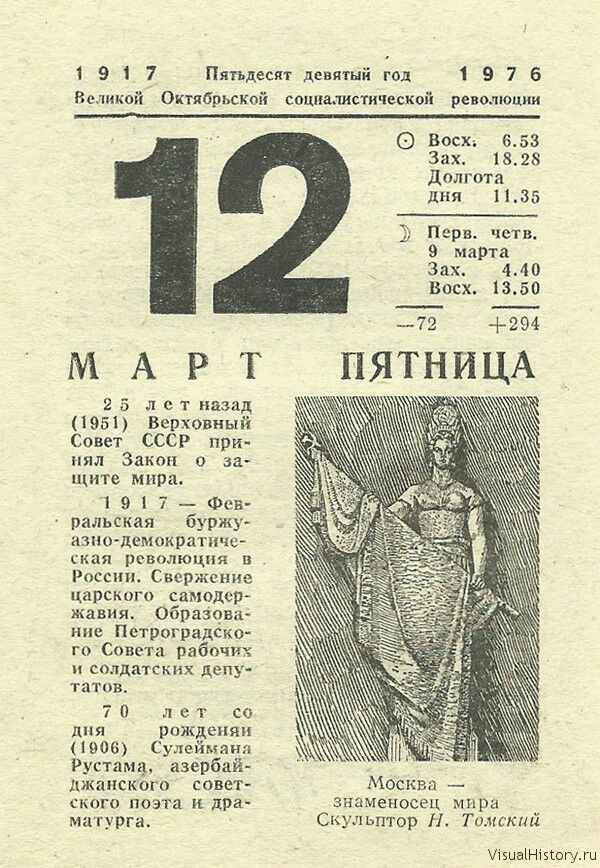 1917 Пятьдесят девятый год 1976
Великой Октябрьской социалистической революции
12
Восх. 6.53
Зах. 18.28
Долгота
дня 11.35
Перв. четв.
9 марта
Зах. 4.40
Восх. 13.50
—72 +294
МАРТ ПЯТНИЦА
25 лет назад
(1951) Верховный
Совет СССР при-
нял Закон о за-
щите мира.
1917 — Фев-
ральская буржу-
азно-демократиче-
ская революция в
России. Свержение
царского самодер-
жавия. Образова-
ние Петроградско-
го Совета рабочих
и солдатских депу-
татов.
70 лет со
дня рождения
(1906) Сулеймана
Рустама, азербай-
джанского совет-
ского поэта и дра-
матурга.
Москва —
знаменосец мира
Скульптор Н. Томский
VisualHistory.ru